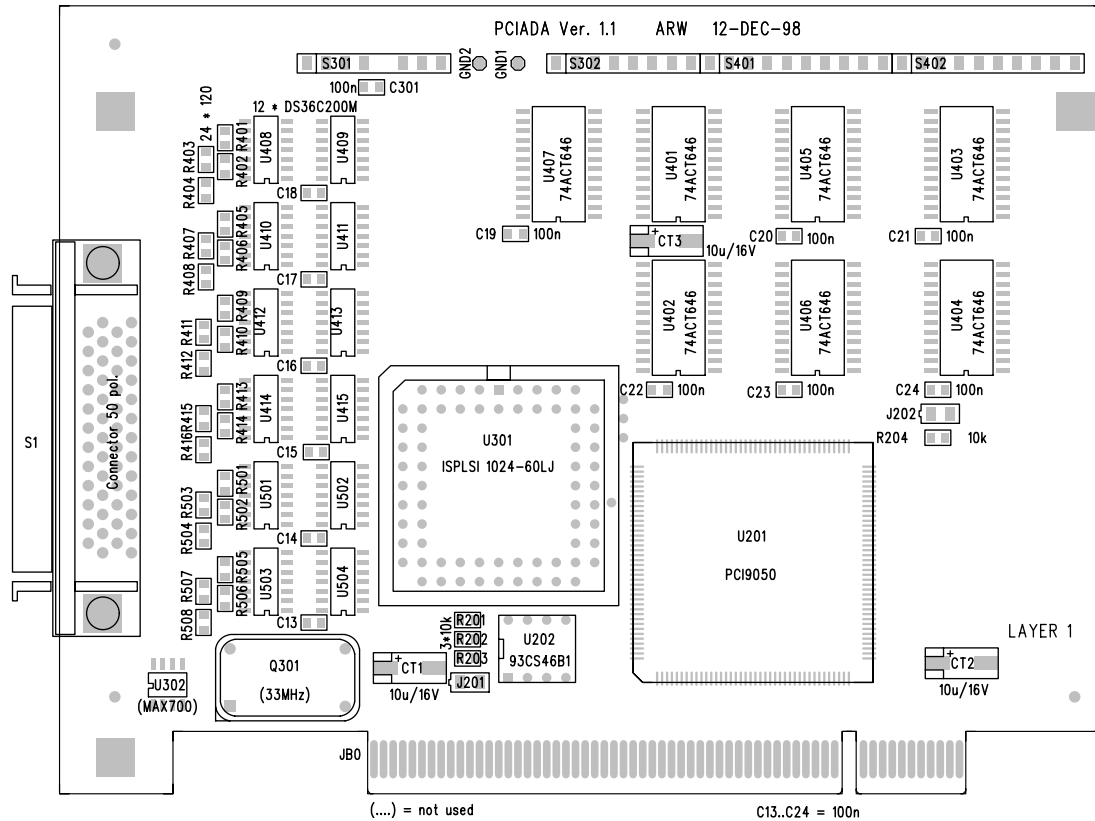 PCIADA Ver. 1.1 ARW 12-DEC-98
S301
GND2
GND1
S302
S401
S402
100n
C301
24 * 120
12 * DS36C200M
R403
R404
R401
R402
U408
U409
C18
U407
74ACT646
U401
74ACT646
U405
74ACT646
U403
74ACT646
C19
100n
CT3
10u/16V
C20
100n
C21
100n
R407
R408
R405
R406
U410
U411
C17
R411
R412
R409
R410
U412
U413
C16
U402
74ACT646
U406
74ACT646
U404
74ACT646
C22
100n
C23
100n
C24
100n
J202
R204
10k
S1
Connector 50 pol.
R415
R416
R413
R414
U414
U415
C15
U301
ISPLSI 1024-60LJ
R503
R504
R501
R502
U501
U502
C14
U201
PCI9050
R507
R508
R505
R506
U503
U504
C13
3*10k
R201
R202
R203
J201
U202
93CS46B1
Q301
(33MHz)
CT1
10u/16V
U302
(MAX700)
LAYER 1
CT2
10u/16V
JB0
(....) = not used
C13..C24 = 100n